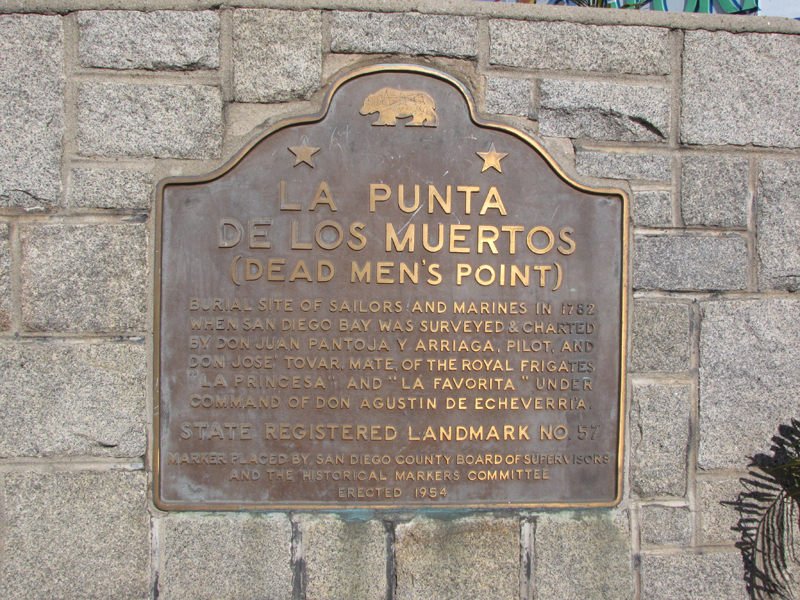 LA PUNTA
DE LOS MUERTOS
(DEAD MEN'S POINT)
BURIAL SITE OF SAILORS AND MARINES IN 1782
WHEN SAN DIEGO BAY WAS SURVEYED & CHARTED
BY DON JUAN PANTOJA Y ARRIAGA, PILOT, AND
DON JOSE' TOVAR, MATE, OF THE ROYAL FRIGATES
"LA PRINCESA" AND "LA FAVORITA" UNDER
COMMAND OF DON AGUSTIN DE ECHEVERRIA.
STATE REGISTERED LANDMARK NO. 57
MARKER PLACED BY SAN DIEGO COUNTY BOARD OF SUPERVISORS
AND THE HISTORICAL MARKERS COMMITTEE
ERECTED 1954